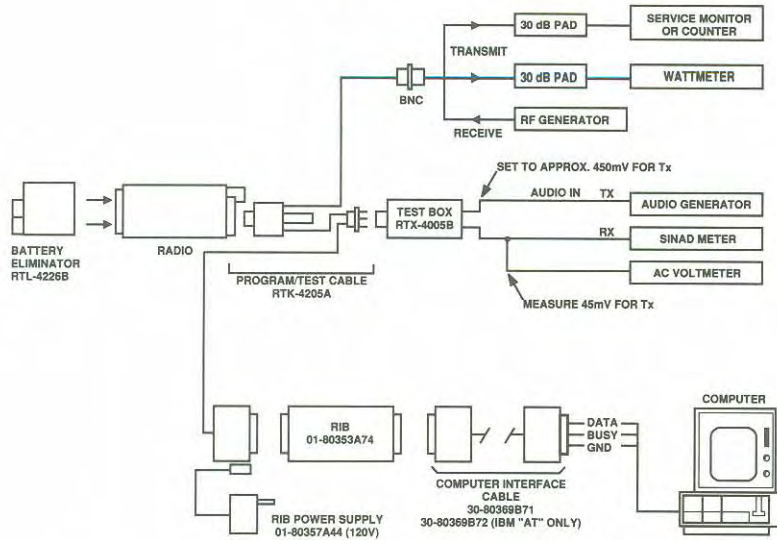 30 dB PAD
SERVICE MONITOR
OR COUNTER
TRANSMIT
BNC
30 dB PAD
WATTMETER
RF GENERATOR
RECEIVE
SET TO APPROX. 450mV FOR Tx
BATTERY
ELIMINATOR
RTL-4226B
RADIO
PROGRAM/TEST CABLE
RTK-4205A
TEST BOX
RTX-4005B
AUDIO IN TX
AUDIO GENERATOR
RX
SINAD METER
AC VOLTMETER
MEASURE 45mV FOR Tx
RIB
01-80353A74
RIB POWER SUPPLY
01-80357A44 (120V)
COMPUTER INTERFACE
CABLE
30-80369B71
30-80369B72 (IBM "AT" ONLY)
DATA
BUSY
GND
COMPUTER